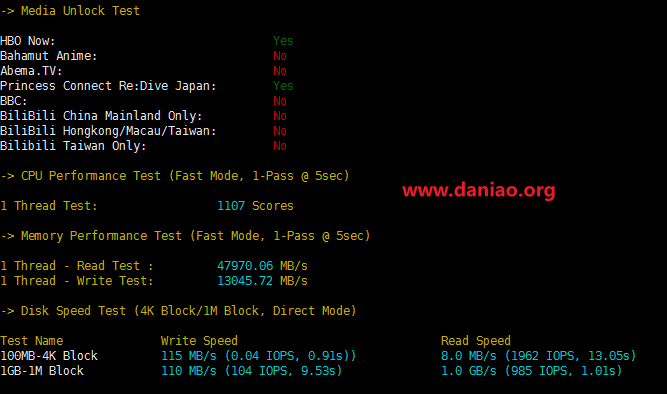 -> Media Unlock Test
HBO Now: Yes
Bahamut Anime: No
Abema.TV: No
Princess Connect Re:Dive Japan: Yes
BBC: No
BiliBili China Mainland Only: No
BiliBili Hongkong/Macau/Taiwan: No
Bilibili Taiwan Only: No
-> CPU Performance Test (Fast Mode, 1-Pass @ 5sec)
www.daniao.org
1 Thread Test: 1107 Scores
-> Memory Performance Test (Fast Mode, 1-Pass @ 5sec)
1 Thread - Read Test : 47970.06 MB/s
1 Thread - Write Test: 13045.72 MB/s
-> Disk Speed Test (4K Block/1M Block, Direct Mode)
Test Name Write Speed Read Speed
100MB-4K Block 115 MB/s (0.04 IOPS, 0.91s)) 8.0 MB/s (1962 IOPS, 13.05s)
1GB-1M Block 110 MB/s (104 IOPS, 9.53s) 1.0 GB/s (985 IOPS, 1.01s)